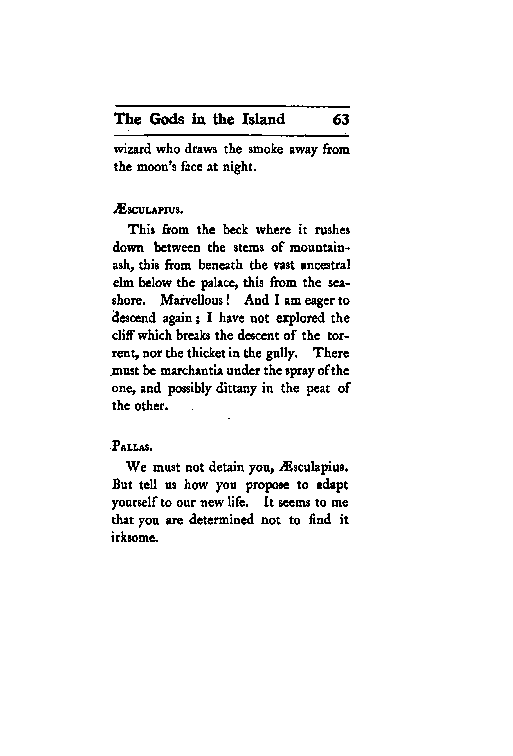 The Gods in the Island 63
wizard who draws the smoke away from
the moon's face at night.
Æsculapius.
This from the beck where it rushes
down between the stems of mountain-
ash, this from beneath the vast ancestral
elm below the palace, this from the sea-
shore. Marvellous! And I am eager to
descend again; I have not explored the
cliff which breaks the descent of the tor-
rent, nor the thicket in the gully. There
must be marchantia under the spray of the
one, and possibly dittany in the peat of
the other.
Pallas.
We must not detain you, Æsculapius.
But tell us how you propose to adapt
yourself to our new life. It seems to me
that you are determined not to find it
irksome.